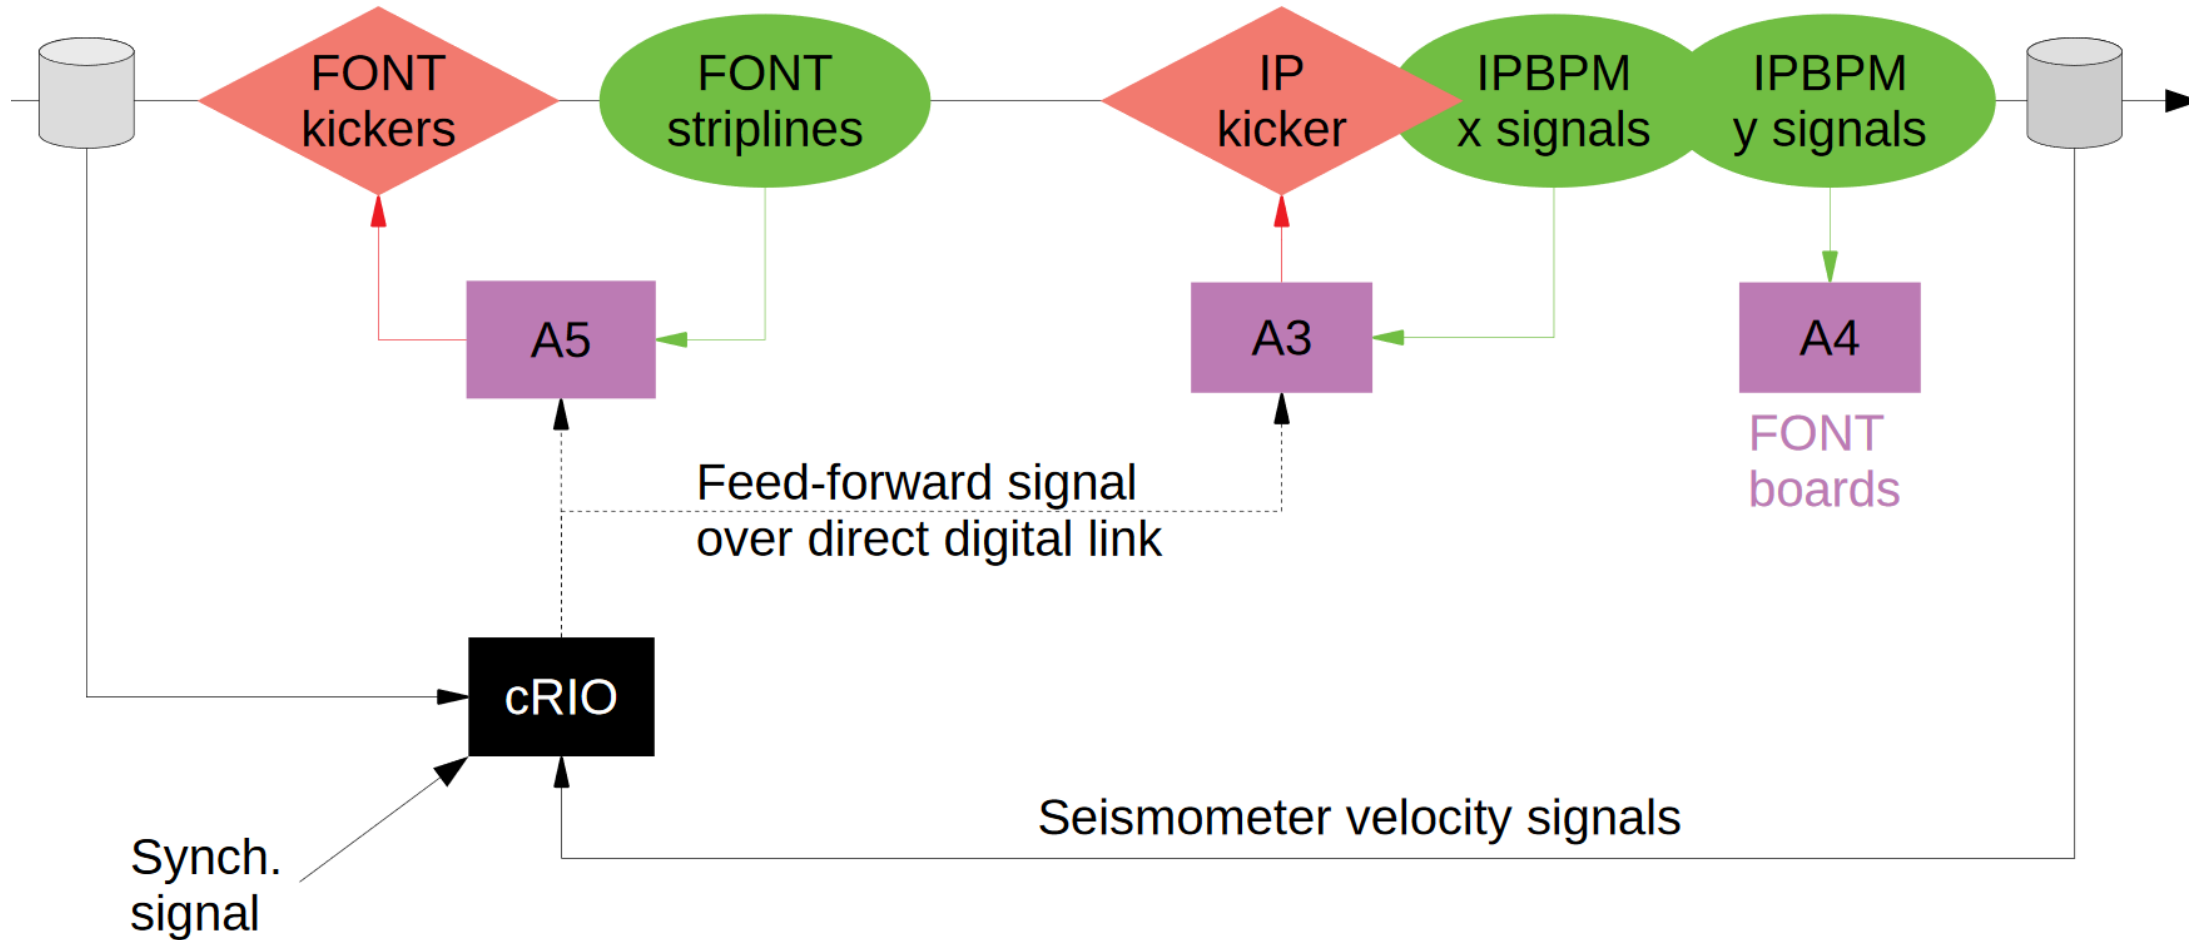 FONT
kickers
FONT
striplines
IP
kicker
IPBPM
x signals
IPBPM
y signals
A5
A3
A4
FONT
boards
Feed-forward signal
over direct digital link
cRIO
Seismometer velocity signals
Synch.
signal